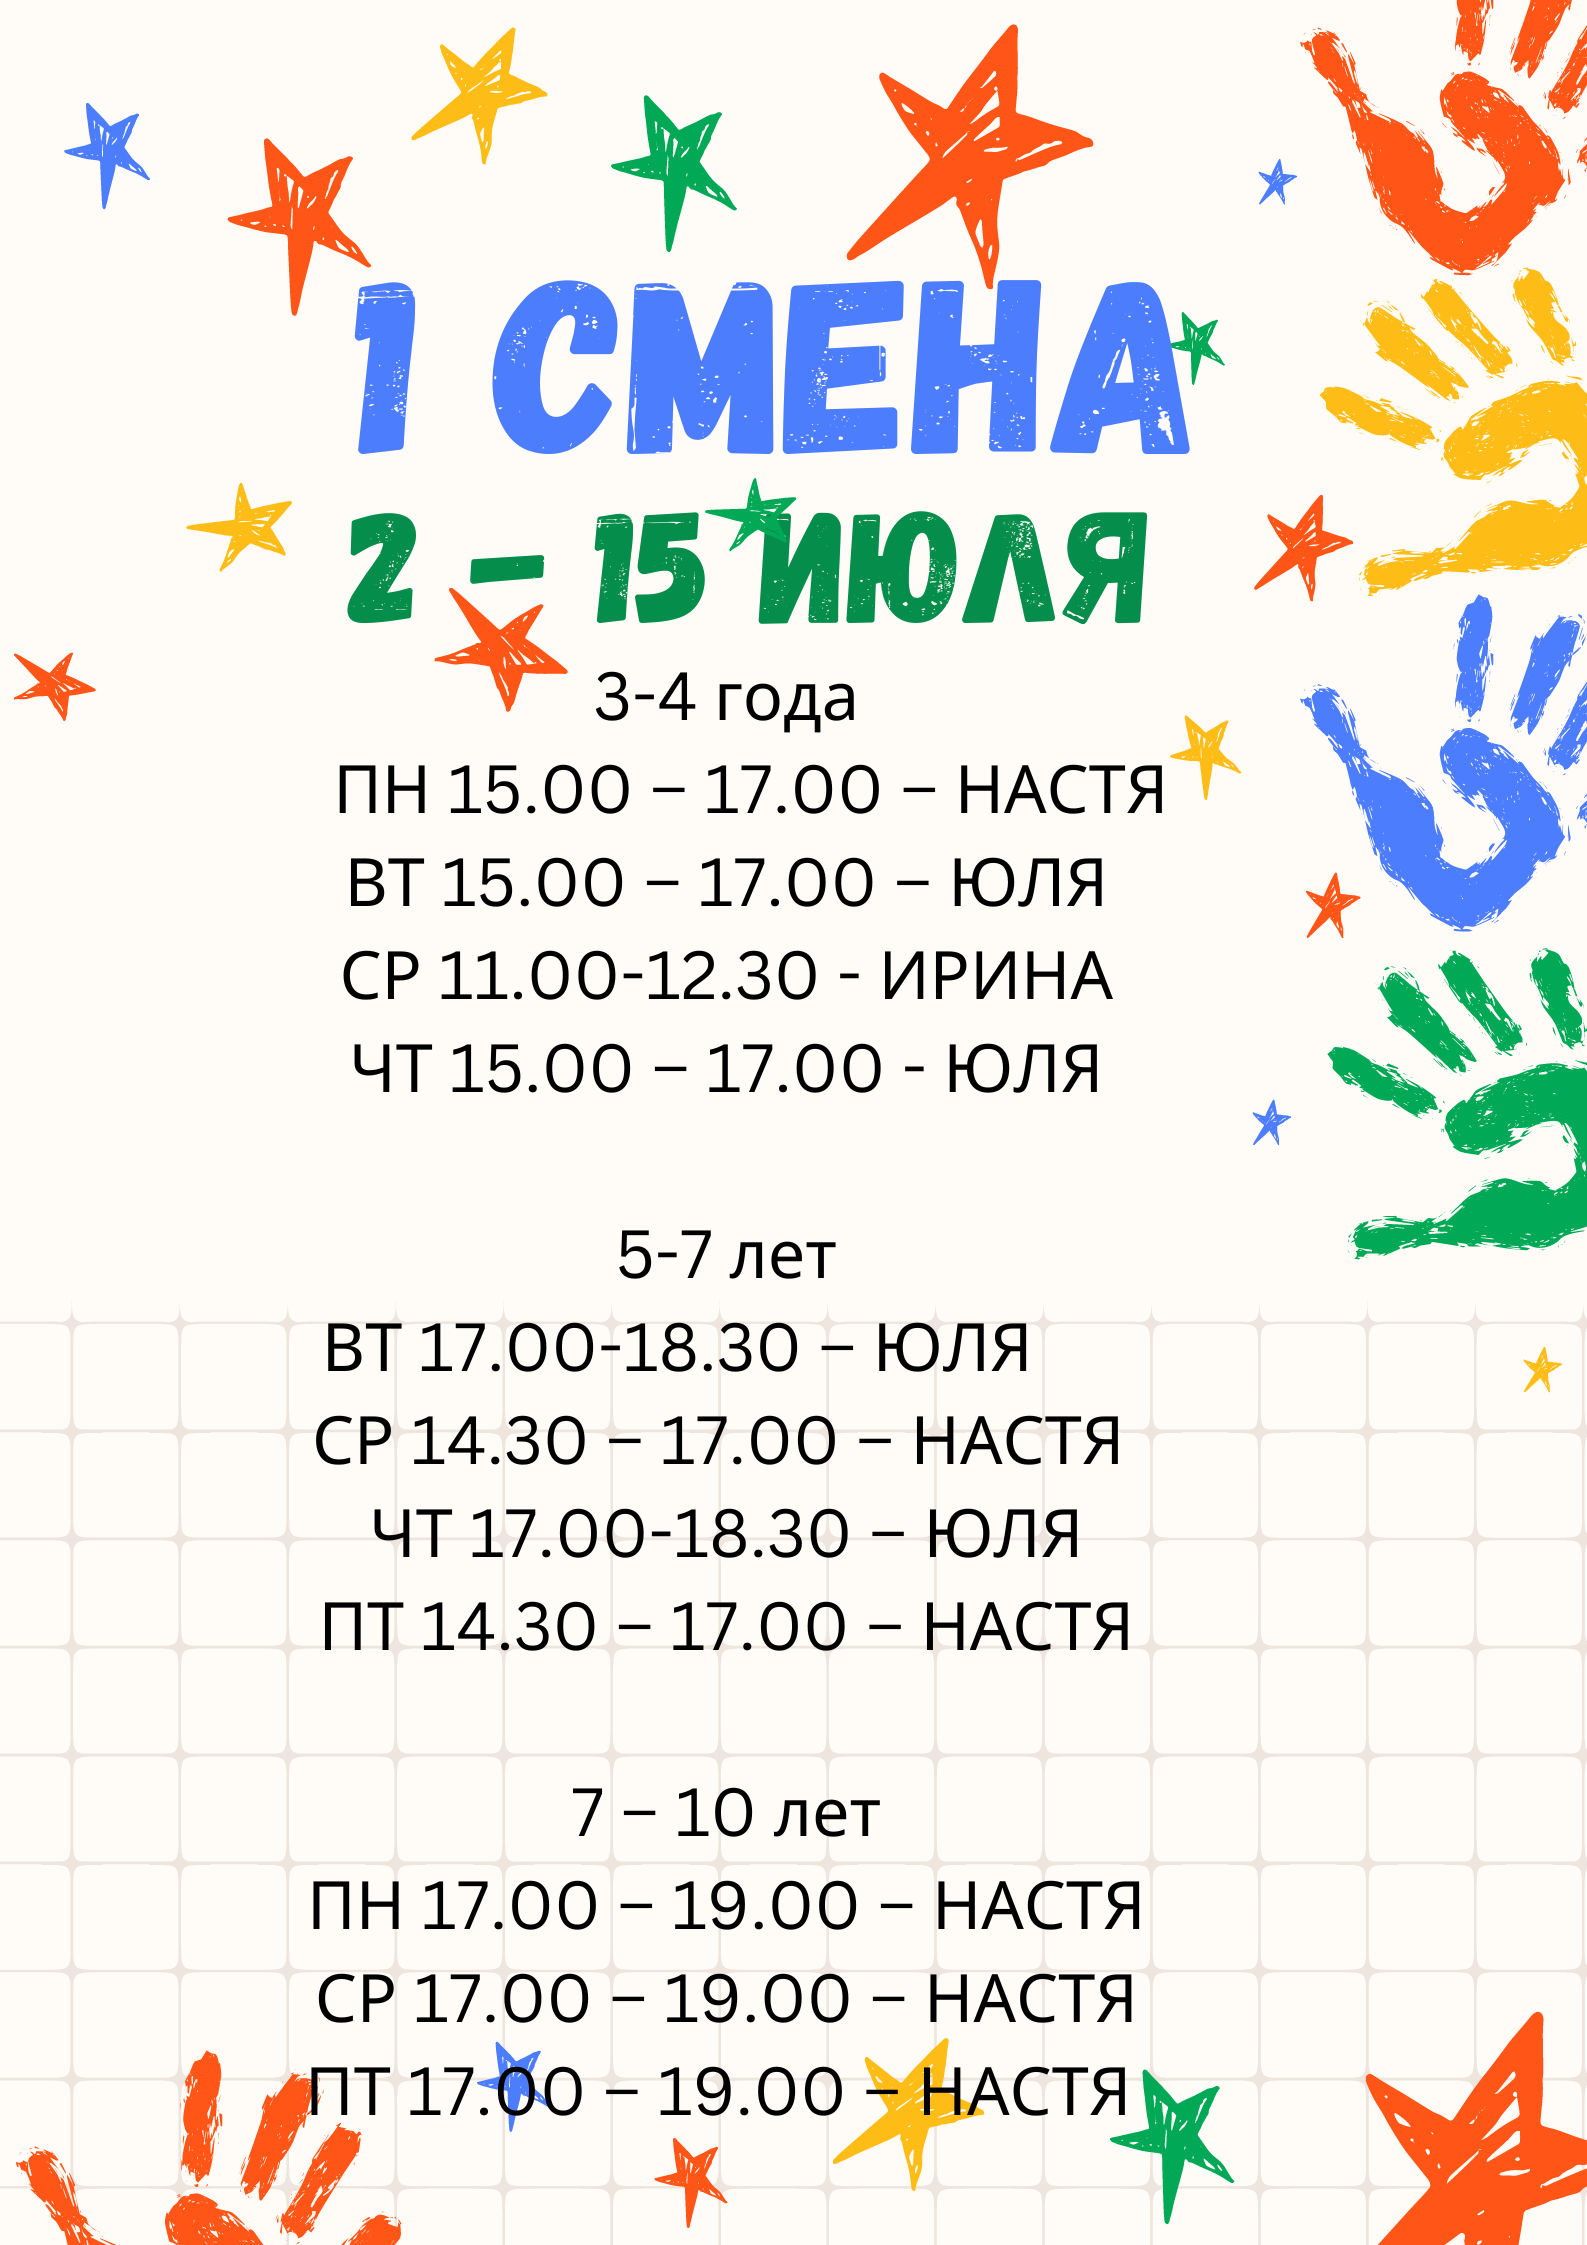 1 СМЕНА
2 – 15 ИЮЛЯ
3-4 года
ПН 15.00 – 17.00 – НАСТЯ
ВТ 15.00 – 17.00 – ЮЛЯ
СР 11.00-12.30 - ИРИНА
ЧТ 15.00 – 17.00 - ЮЛЯ
5-7 лет
ВТ 17.00-18.30 – ЮЛЯ
СР 14.30 – 17.00 – НАСТЯ
ЧТ 17.00-18.30 – ЮЛЯ
ПТ 14.30 – 17.00 – НАСТЯ
7 – 10 лет
ПН 17.00 – 19.00 – НАСТЯ
СР 17.00 – 19.00 – НАСТЯ
ПТ 17.00 – 19.00 – НАСТЯ